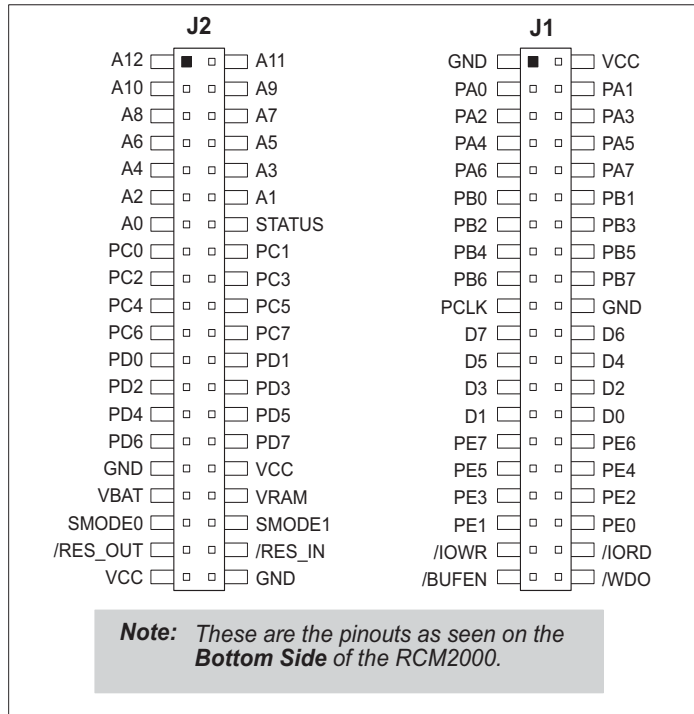 J2 J1
A12 A11 GND VCC
A10 A9 PA0 PA1
A8 A7 PA2 PA3
A6 A5 PA4 PA5
A4 A3 PA6 PA7
A2 A1 PB0 PB1
A0 STATUS PB2 PB3
PC0 PC1 PB4 PB5
PC2 PC3 PB6 PB7
PC4 PC5 PCLK GND
PC6 PC7 D7 D6
PD0 PD1 D5 D4
PD2 PD3 D3 D2
PD4 PD5 D1 D0
PD6 PD7 PE7 PE6
GND VCC PE5 PE4
VBAT VRAM PE3 PE2
SMODE0 SMODE1 PE1 PE0
/RES_OUT /RES_IN /IOWR /IORD
VCC GND /BUFEN /WDO
Note: These are the pinouts as seen on the
Bottom Side of the RCM2000.